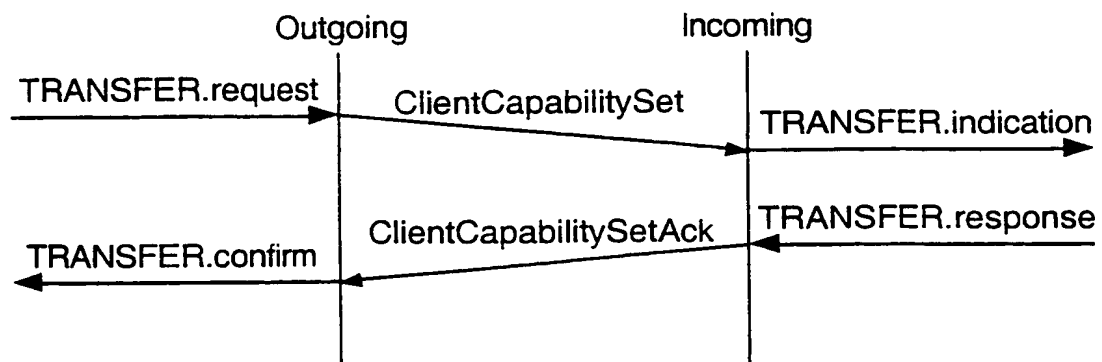 Outgoing
Incoming
TRANSFER.request
ClientCapabilitySet
TRANSFER.indication
TRANSFER.response
ClientCapabilitySetAck
TRANSFER.confirm